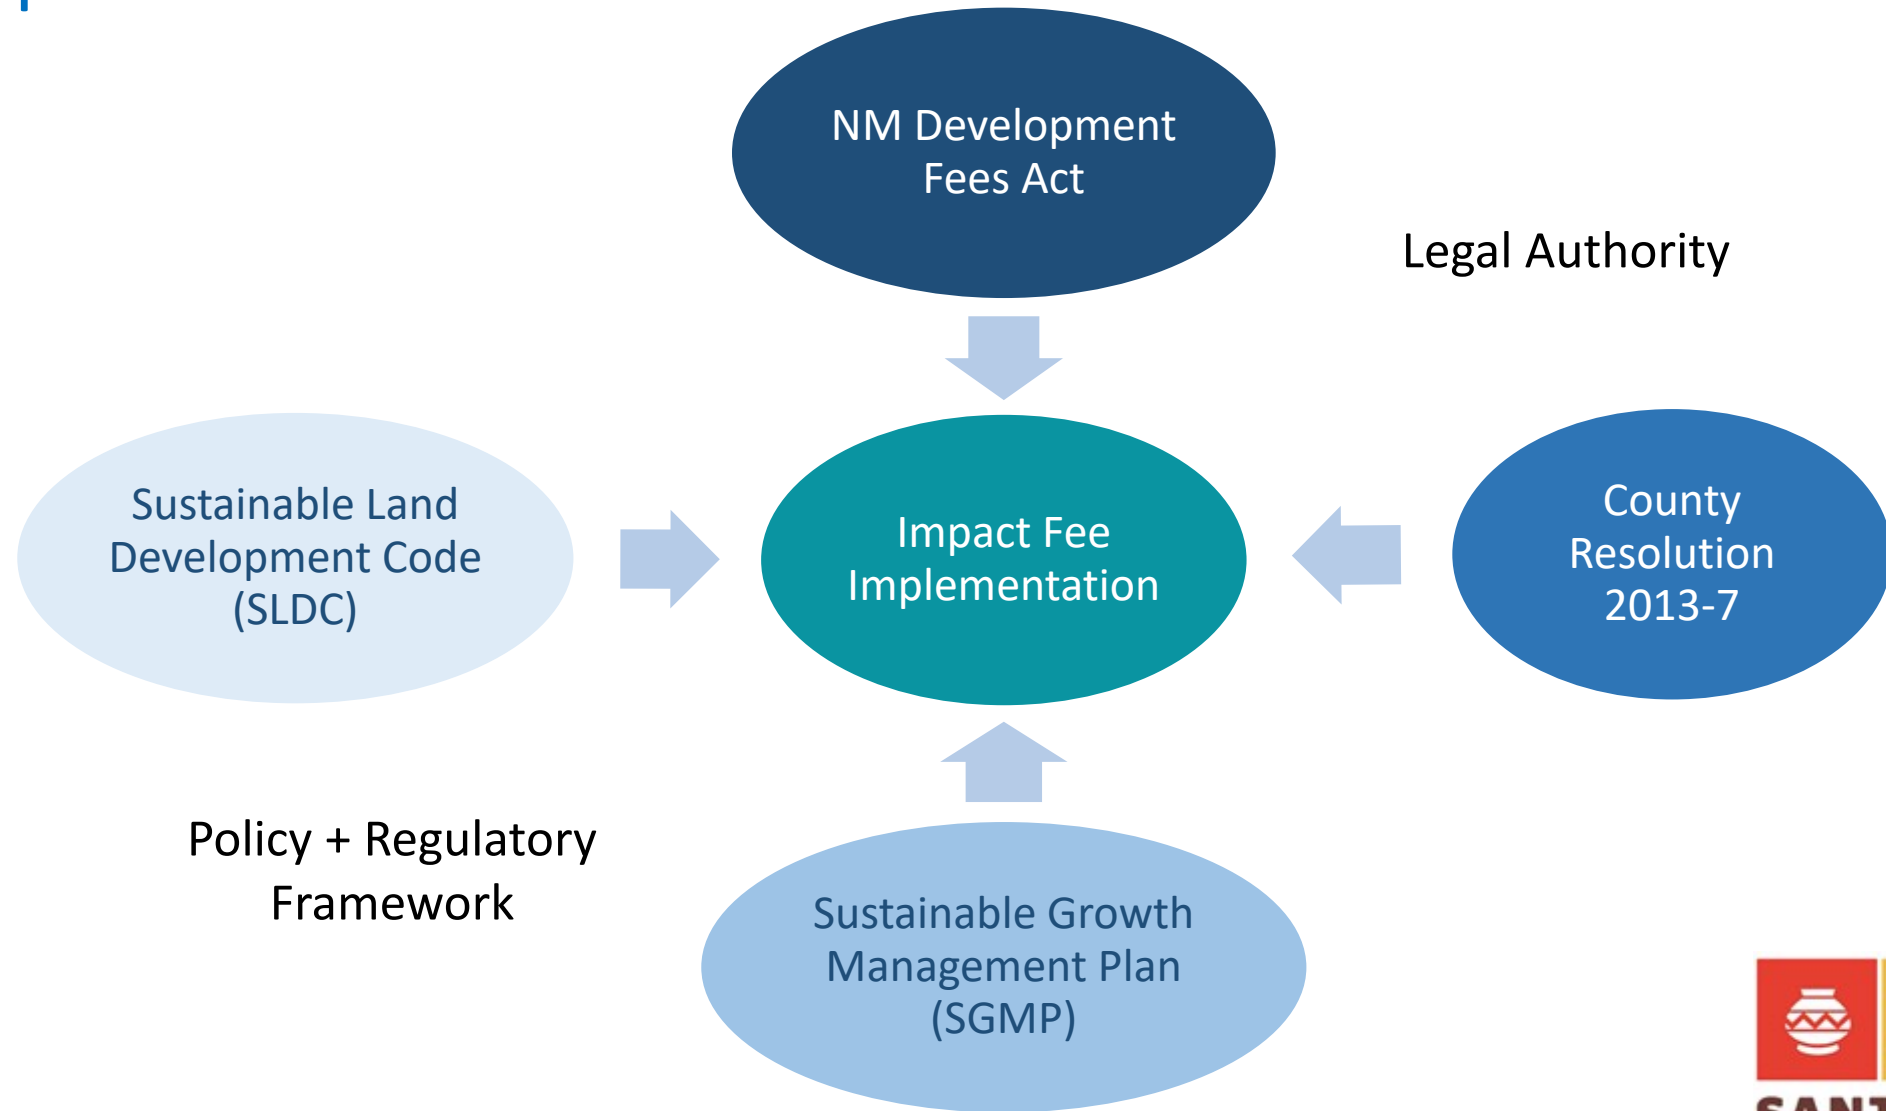 NM Development
Fees Act
Legal Authority
Sustainable Land
Development Code
(SLDC)
Impact Fee
Implementation
County
Resolution
2013-7
Policy + Regulatory
Framework
Sustainable Growth
Management Plan
(SGMP)